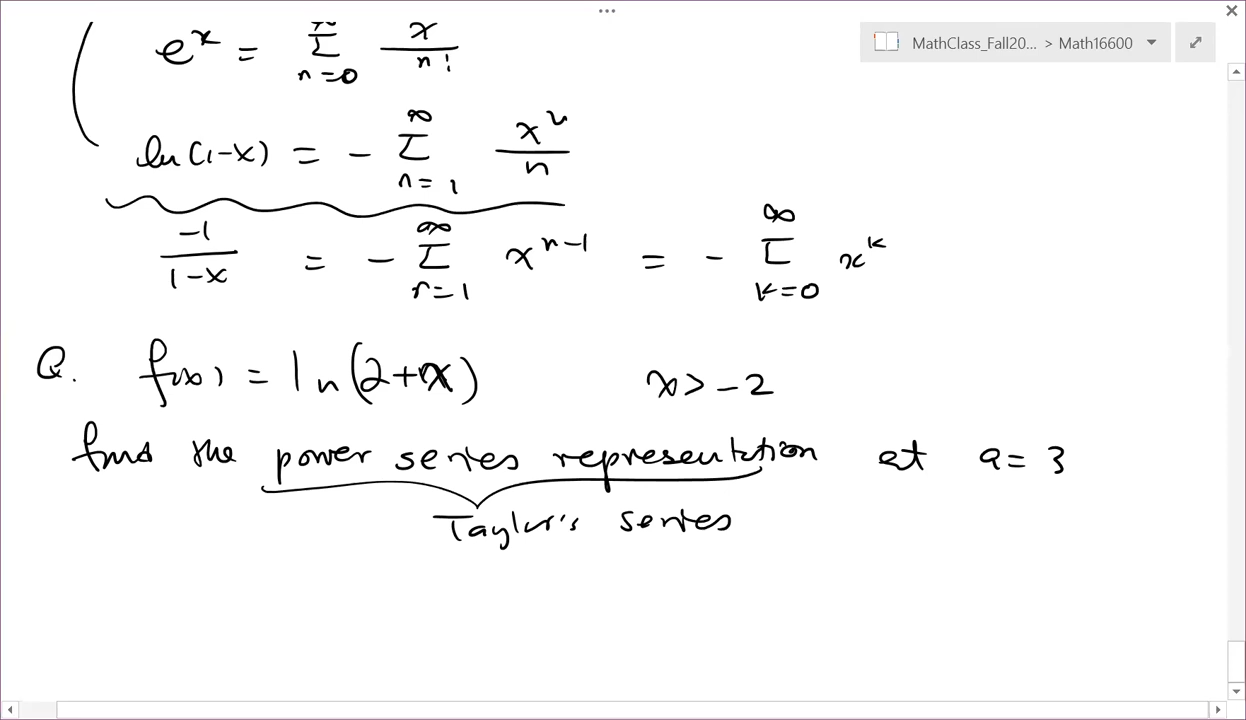 MathClass_Fall20... > Math16600
e^x = Σ_{n=0}^{∞} x/n!
ln(1-x) = - Σ_{n=1}^{∞} x^n/n
-1/(1-x) = - Σ_{n=1}^{∞} x^{n-1} = - Σ_{k=0}^{∞} x^k
Q. f(x) = ln(2+x) x > -2
find the power series representation at a = 3
Taylor's series